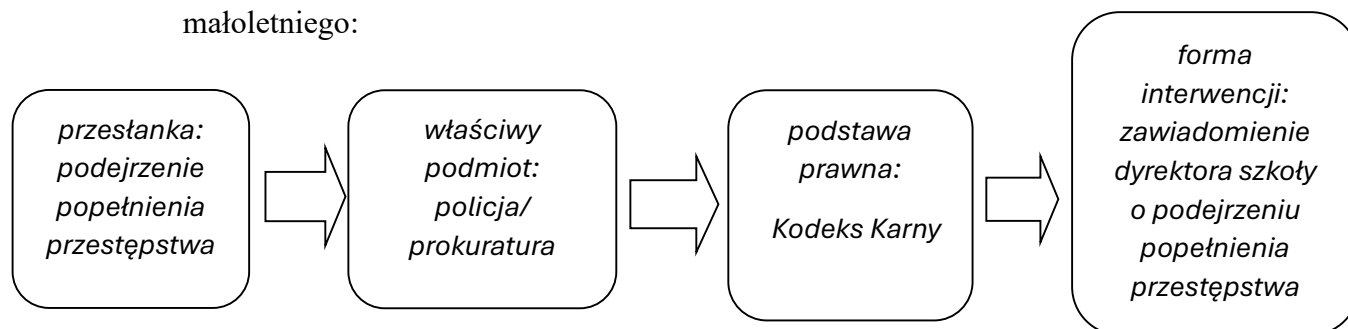 małoletniego:
przesłanka:
podejrzenie
popełnienia
przestępstwa
właściwy
podmiot:
policja/
prokuratura
podstawa
prawna:
Kodeks Karny
forma
interwencji:
zawiadomienie
dyrektora szkoły
o podejrzeniu
popełnienia
przestępstwa